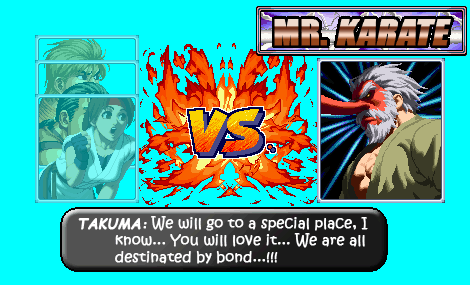 MR. KARATE
VS
TAKUMA: We will go to a special place, I
know... You will love it... We are all
destinated by bond...!!!